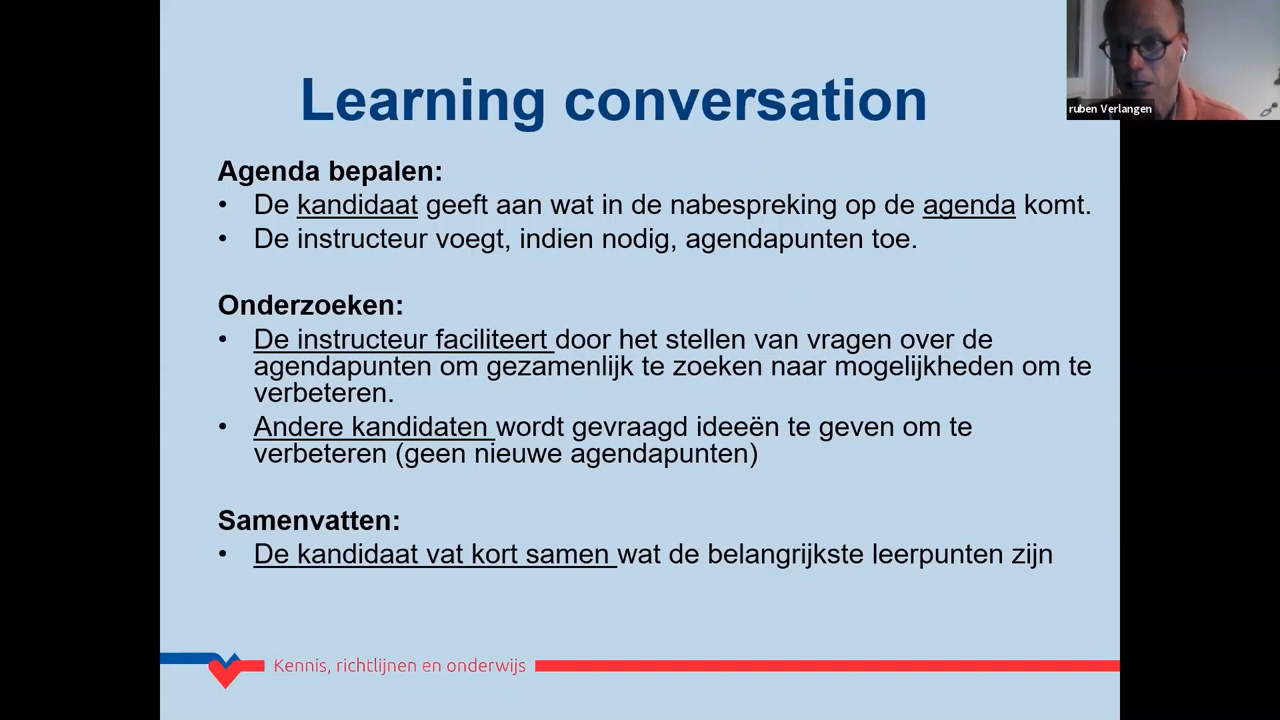 Learning conversation
ruben Verlangen
Agenda bepalen:
• De kandidaat geeft aan wat in de nabespreking op de agenda komt.
• De instructeur voegt, indien nodig, agendapunten toe.
Onderzoeken:
• De instructeur faciliteert door het stellen van vragen over de
agendapunten om gezamenlijk te zoeken naar mogelijkheden om te
verbeteren.
• Andere kandidaten wordt gevraagd ideeën te geven om te
verbeteren (geen nieuwe agendapunten)
Samenvatten:
• De kandidaat vat kort samen wat de belangrijkste leerpunten zijn
Kennis, richtlijnen en onderwijs